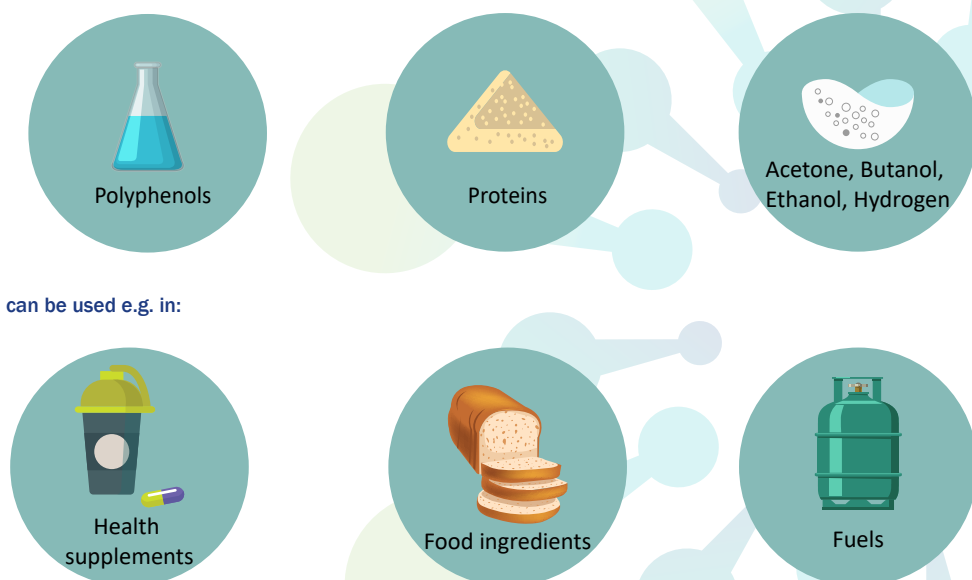 Polyphenols
Proteins
Acetone, Butanol,
Ethanol, Hydrogen
can be used e.g. in:
Health
supplements
Food ingredients
Fuels